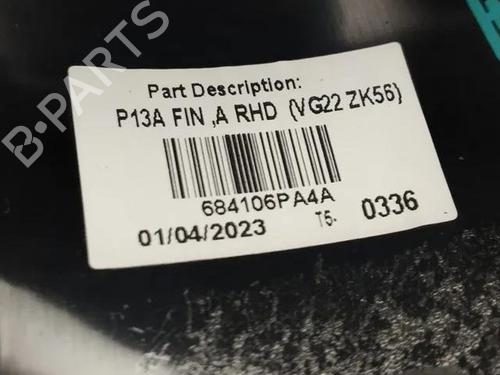 B-PARTS
Part Description:
P13A FIN ,A RHD (VG22 ZK56)
684106PA4A
01/04/2023 T5- 0336